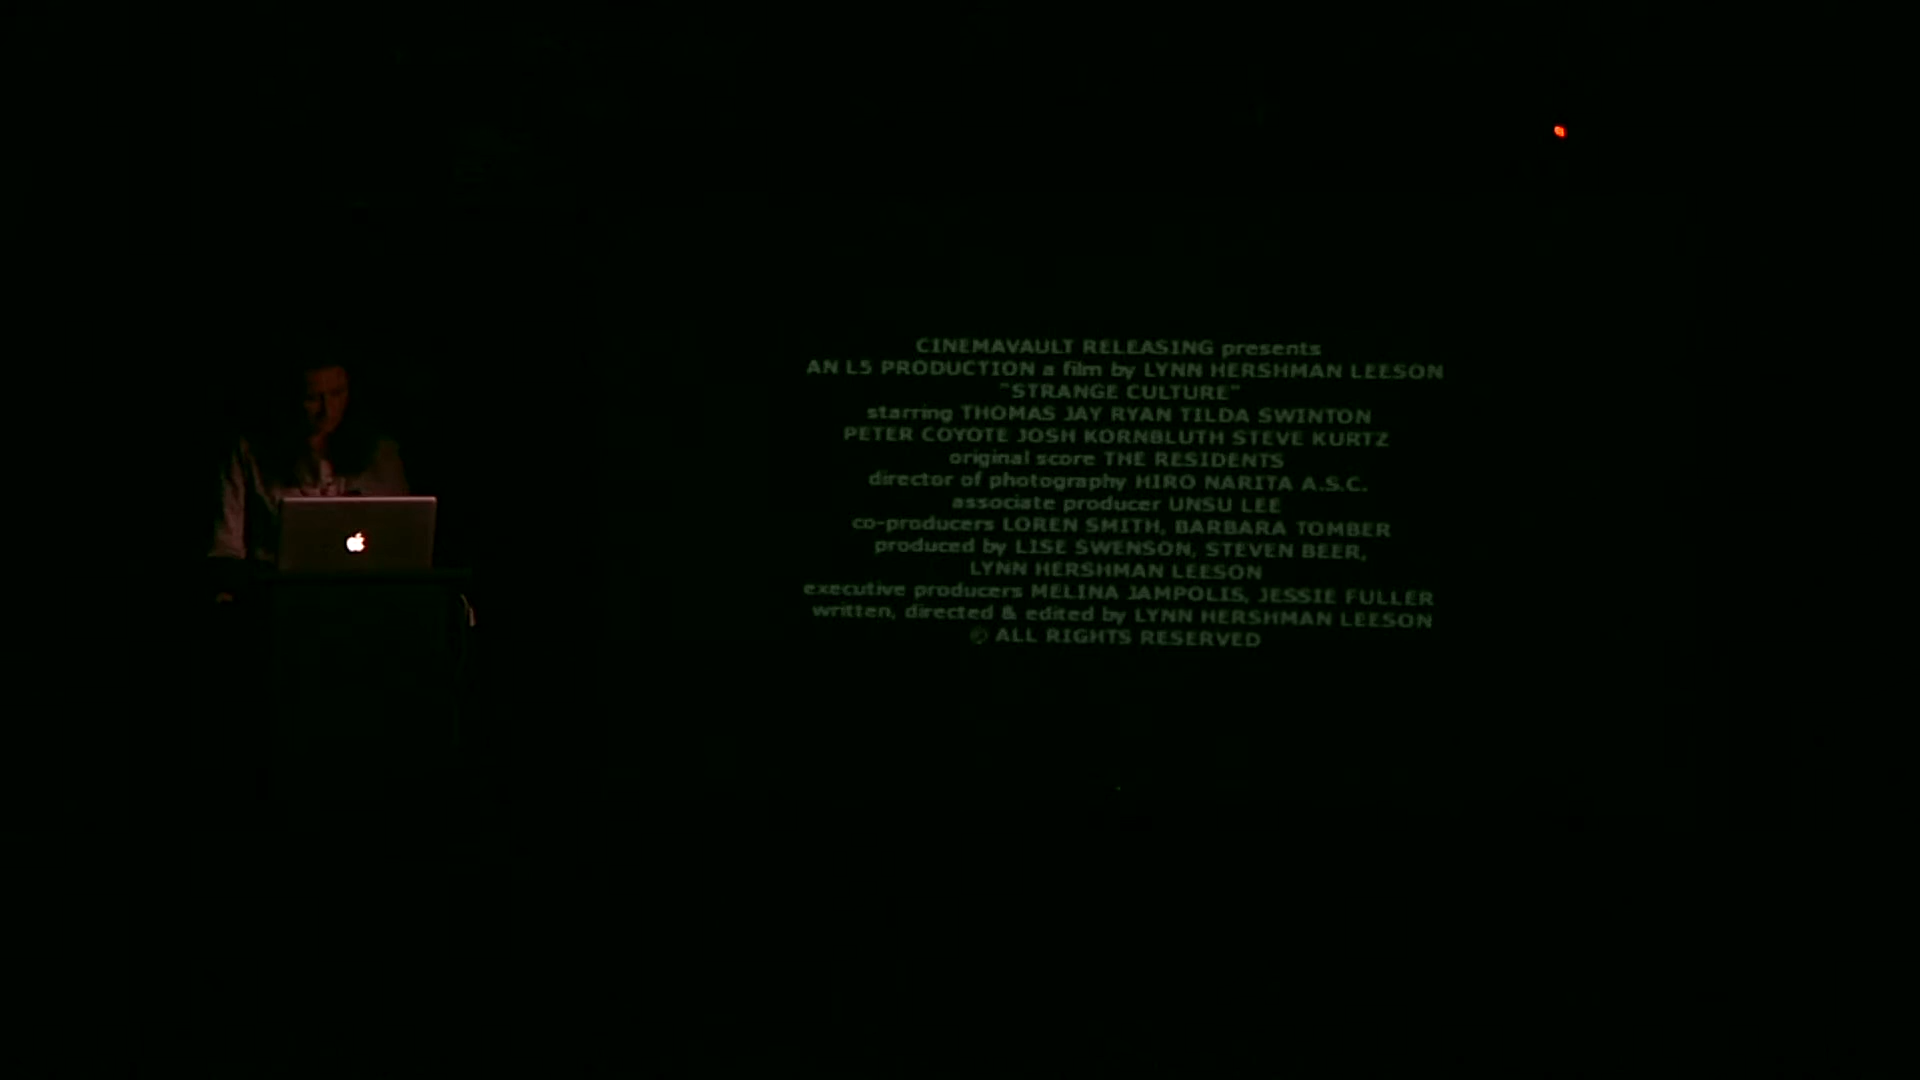 CINEMAVAULT RELEASING presents
AN L5 PRODUCTION a film by LYNN HERSHMAN LEESON
"STRANGE CULTURE"
starring THOMAS JAY RYAN TILDA SWINTON
PETER COYOTE JOSH KORNBLUTH STEVE KURTZ
original score THE RESIDENTS
director of photography HIRO NARITA A.S.C.
associate producer UNSU LEE
co-producers LOREN SMITH, BARBARA TOMBER
produced by LISE SWENSON, STEVEN BEER,
LYNN HERSHMAN LEESON
executive producers MELINA JAMPOLIS, JESSIE FULLER
written, directed & edited by LYNN HERSHMAN LEESON
© ALL RIGHTS RESERVED